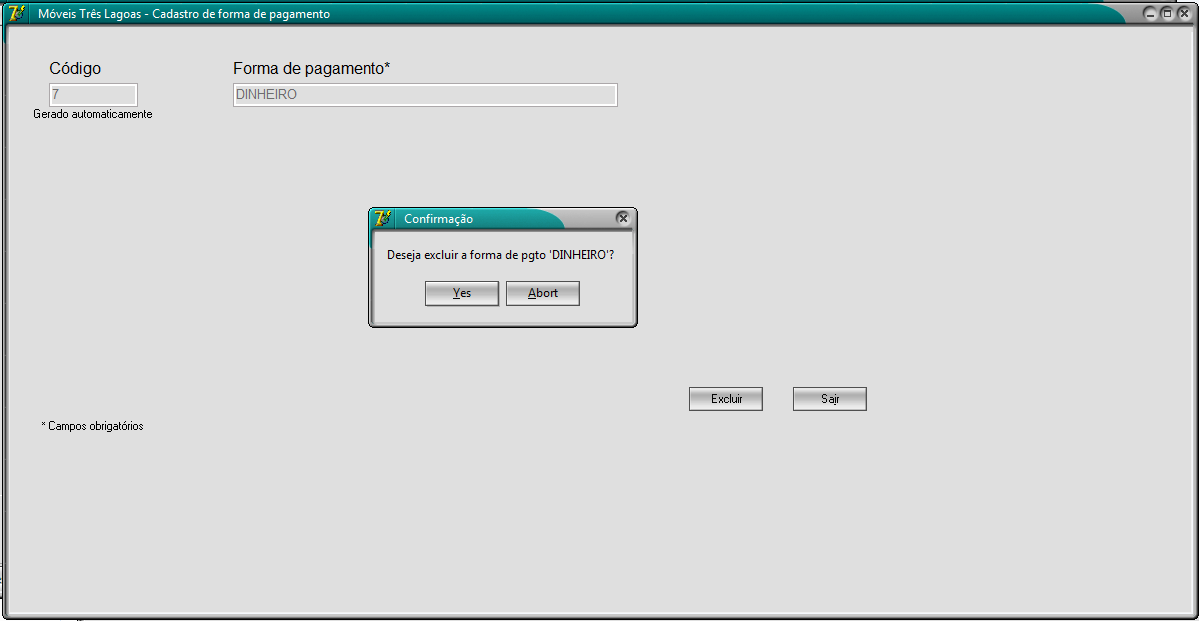 Móveis Três Lagoas - Cadastro de forma de pagamento
Código
Forma de pagamento*
7
DINHEIRO
Gerado automaticamente
Confirmação
Deseja excluir a forma de pgto 'DINHEIRO'?
Yes
Abort
Excluir
Sair
* Campos obrigatórios